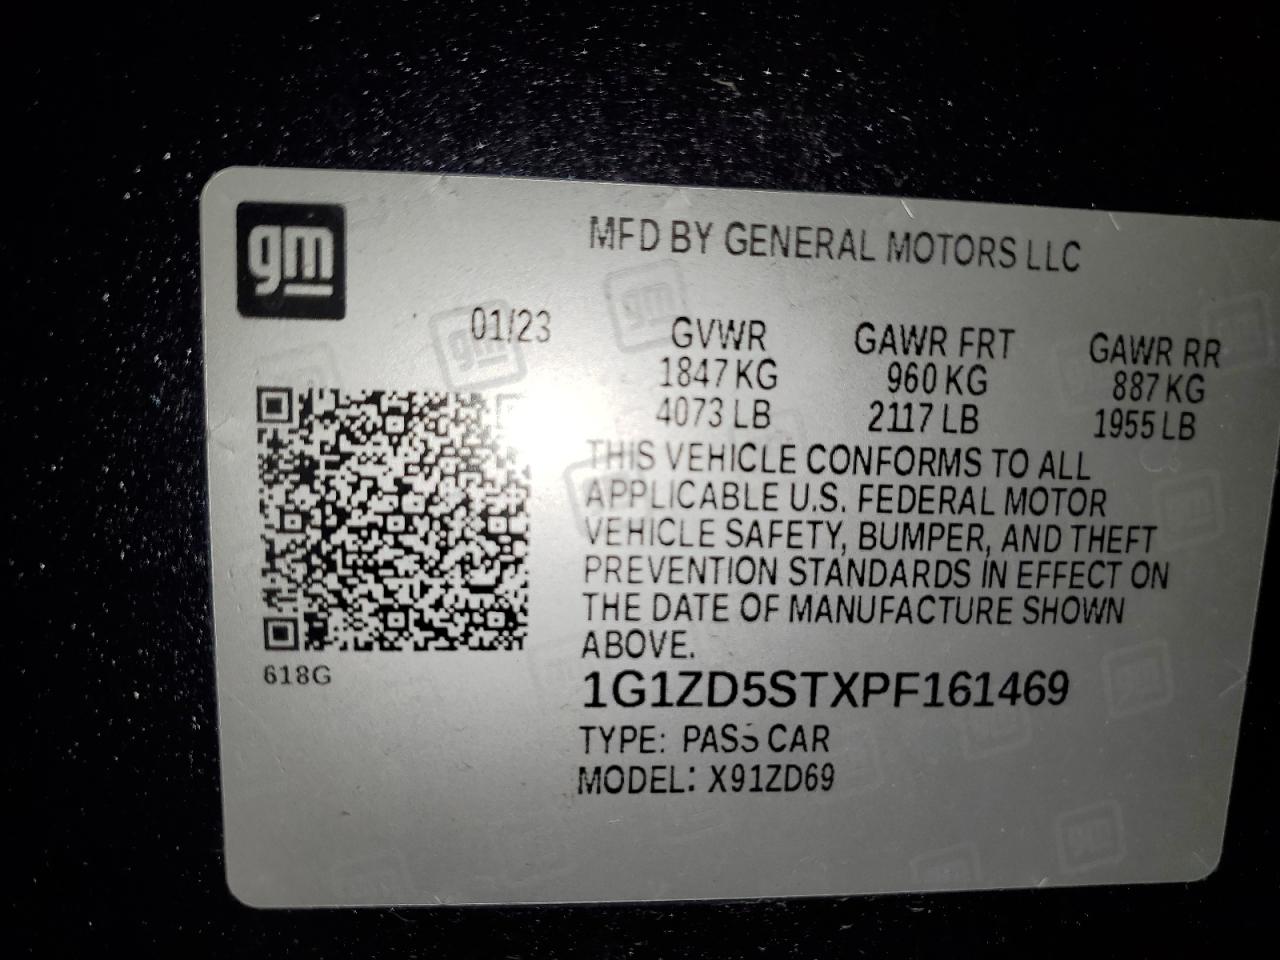 gm
MFD BY GENERAL MOTORS LLC
01/23
GVWR GAWR FRT GAWR RR
1847 KG 960 KG 887 KG
4073 LB 2117 LB 1955 LB
THIS VEHICLE CONFORMS TO ALL
APPLICABLE U.S. FEDERAL MOTOR
VEHICLE SAFETY, BUMPER, AND THEFT
PREVENTION STANDARDS IN EFFECT ON
THE DATE OF MANUFACTURE SHOWN
ABOVE.
618G
1G1ZD5STXPF161469
TYPE: PASS CAR
MODEL: X91ZD69